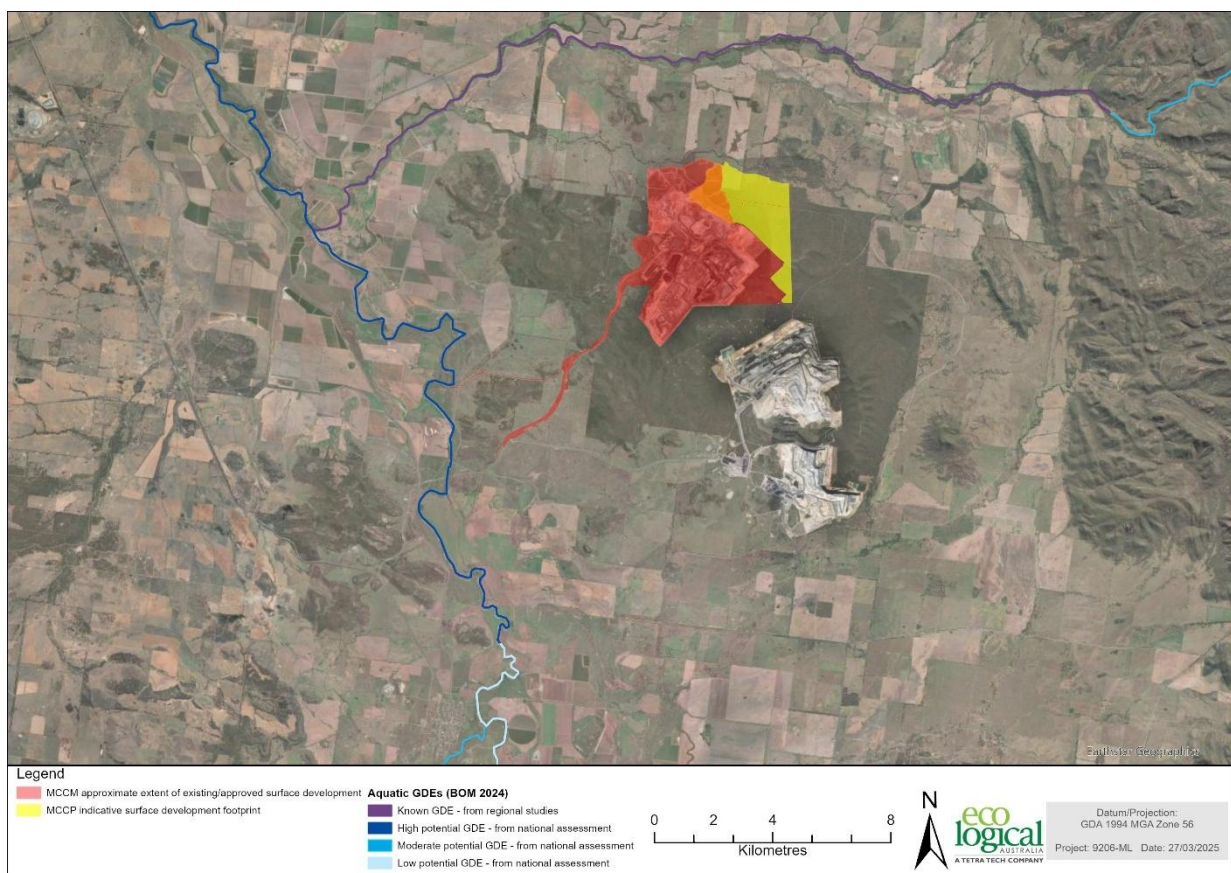 Earthstar Geographics
Legend
MCCM approximate extent of existing/approved surface development
MCCP indicative surface development footprint
Aquatic GDEs (BOM 2024)
Known GDE - from regional studies
High potential GDE - from national assessment
Moderate potential GDE - from national assessment
Low potential GDE - from national assessment
0 2 4 8
Kilometres
N
eco
logical
AUSTRALIA
A TETRA TECH COMPANY
Datum/Projection:
GDA 1994 MGA Zone 56
Project: 9206-ML Date: 27/03/2025